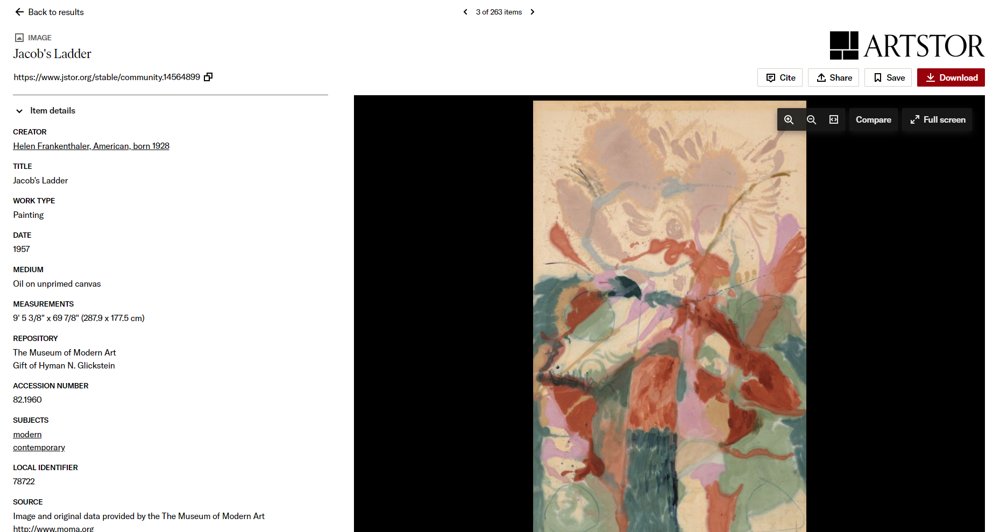 Back to results
3 of 263 items
IMAGE
Jacob's Ladder
ARTSTOR
https://www.jstor.org/stable/community.14564899
Cite
Share
Save
Download
Item details
Compare
Full screen
CREATOR
Helen Frankenthaler, American, born 1928
TITLE
Jacob's Ladder
WORK TYPE
Painting
DATE
1957
MEDIUM
Oil on unprimed canvas
MEASUREMENTS
9' 5 3/8" x 69 7/8" (287.9 x 177.5 cm)
REPOSITORY
The Museum of Modern Art
Gift of Hyman N. Glickstein
ACCESSION NUMBER
82.1960
SUBJECTS
modern
contemporary
LOCAL IDENTIFIER
78722
SOURCE
Image and original data provided by the The Museum of Modern Art
http://www.moma.org